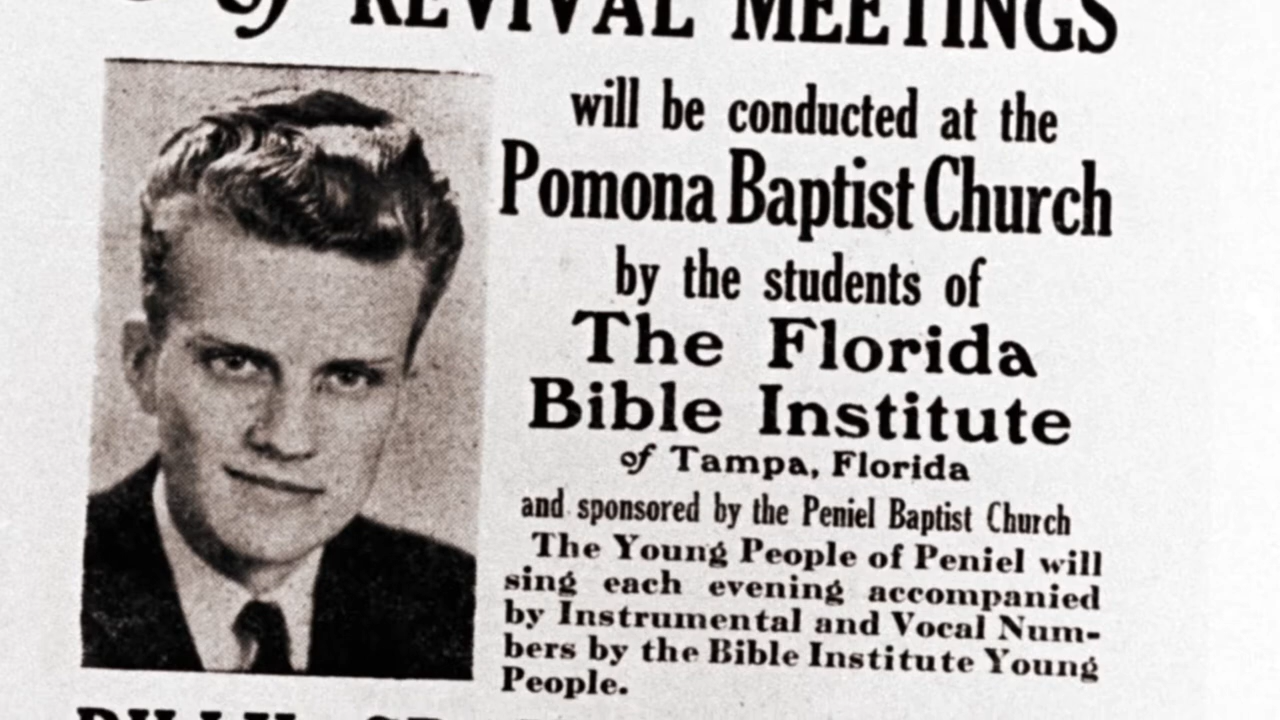 of REVIVAL MEETINGS
will be conducted at the
Pomona Baptist Church
by the students of
The Florida
Bible Institute
of Tampa, Florida
and sponsored by the Peniel Baptist Church
The Young People of Peniel will
sing each evening accompanied
by Instrumental and Vocal Num-
bers by the Bible Institute Young
People.